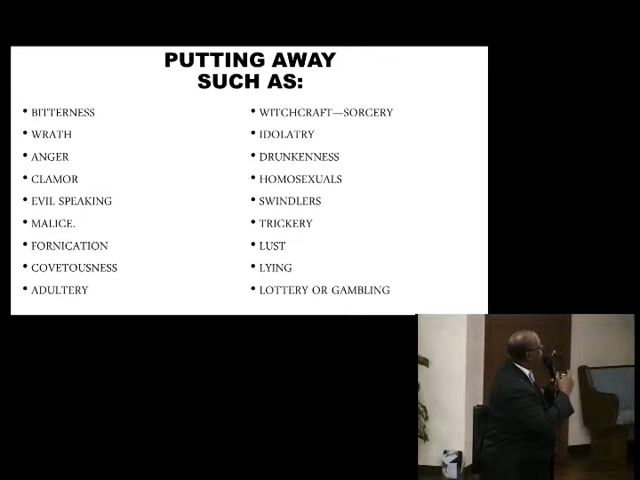 PUTTING AWAY
SUCH AS:
• BITTERNESS
• WRATH
• ANGER
• CLAMOR
• EVIL SPEAKING
• MALICE.
• FORNICATION
• COVETOUSNESS
• ADULTERY
• WITCHCRAFT—SORCERY
• IDOLATRY
• DRUNKENNESS
• HOMOSEXUALS
• SWINDLERS
• TRICKERY
• LUST
• LYING
• LOTTERY OR GAMBLING